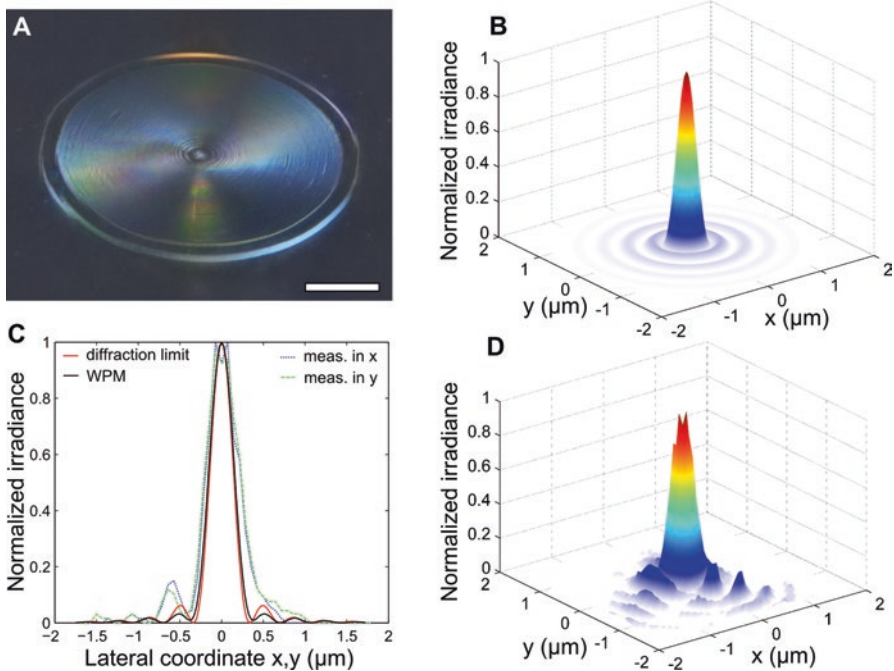 A
B
Normalized irradiance
1
0.8
0.6
0.4
0.2
0
2
1
0
-1
-2
y (µm)
-2
-1
0
1
2
x (µm)
C
diffraction limit
WPM
meas. in x
meas. in y
Normalized irradiance
1
0.8
0.6
0.4
0.2
0
−2 −1.5 −1 −0.5 0 0.5 1 1.5 2
Lateral coordinate x,y (µm)
D
Normalized irradiance
1
0.8
0.6
0.4
0.2
0
2
1
0
-1
-2
y (µm)
-2
-1
0
1
2
x (µm)